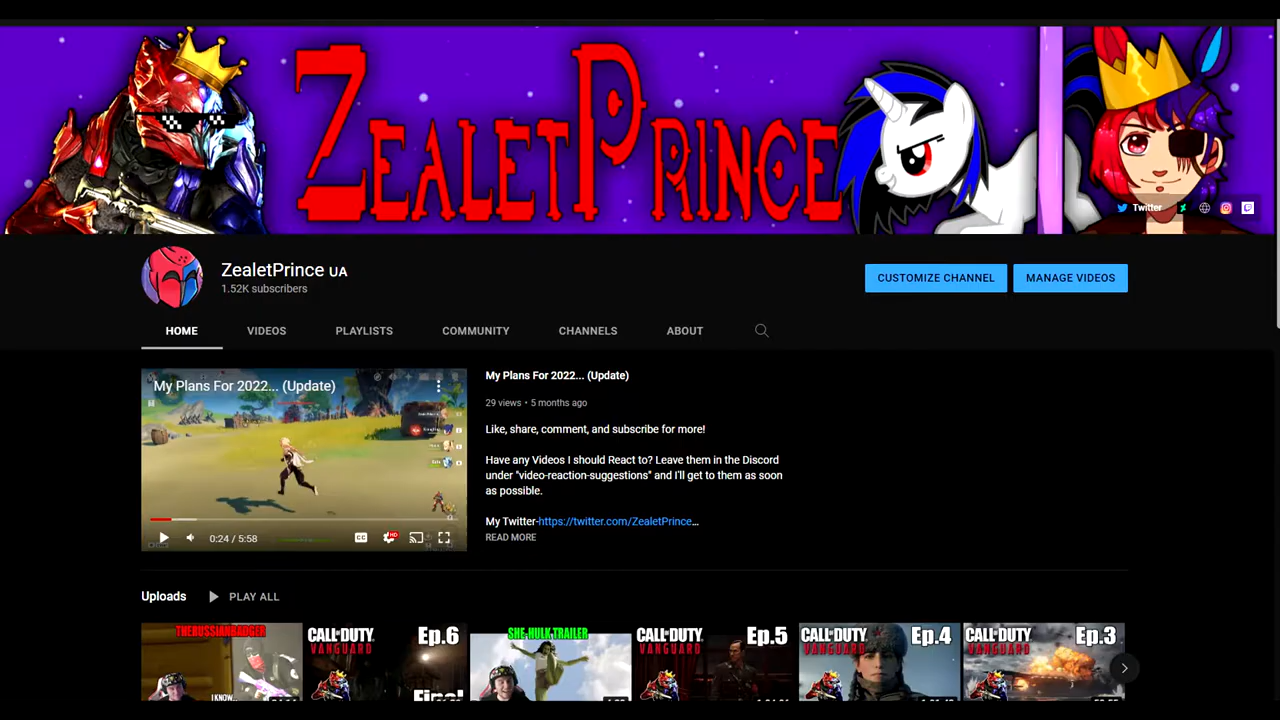 ZEALETPRINCE
Twitter
ZealetPrince UA
1.52K subscribers
CUSTOMIZE CHANNEL
MANAGE VIDEOS
HOME
VIDEOS
PLAYLISTS
COMMUNITY
CHANNELS
ABOUT
My Plans For 2022... (Update)
0:24 / 5:58
CC
HD
My Plans For 2022... (Update)
29 views • 5 months ago
Like, share, comment, and subscribe for more!
Have any Videos I should React to? Leave them in the Discord
under "video-reaction-suggestions" and I'll get to them as soon
as possible.
My Twitter-https://twitter.com/ZealetPrince...
READ MORE
Uploads
PLAY ALL
THERUSSIANBADGER
I KNOW...
CALL OF DUTY
VANGUARD
Ep.6
Final
SHE-HULK TRAILER
CALL OF DUTY
VANGUARD
Ep.5
CALL OF DUTY
VANGUARD
Ep.4
CALL OF DUTY
VANGUARD
Ep.3